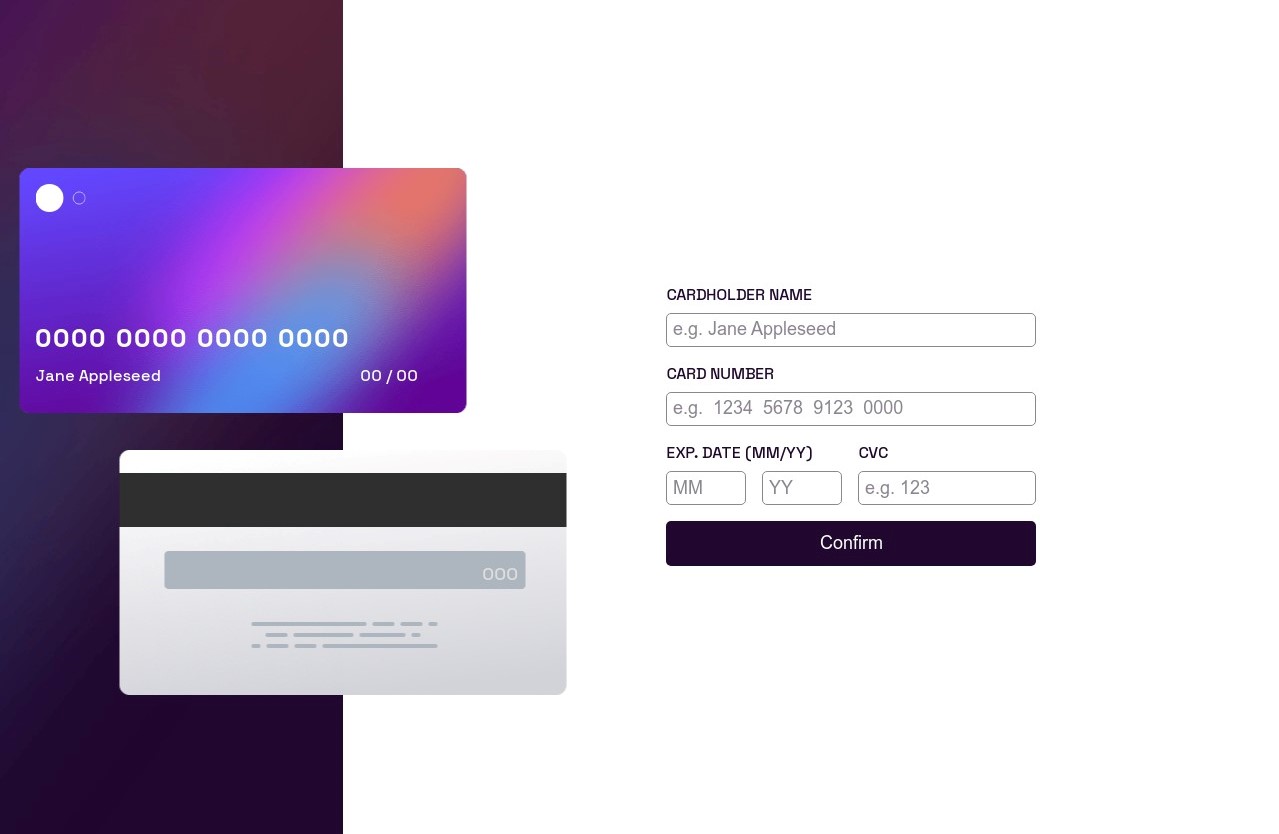 0000 0000 0000 0000
Jane Appleseed 00 / 00
000
CARDHOLDER NAME
e.g. Jane Appleseed
CARD NUMBER
e.g. 1234 5678 9123 0000
EXP. DATE (MM/YY) CVC
MM YY e.g. 123
Confirm